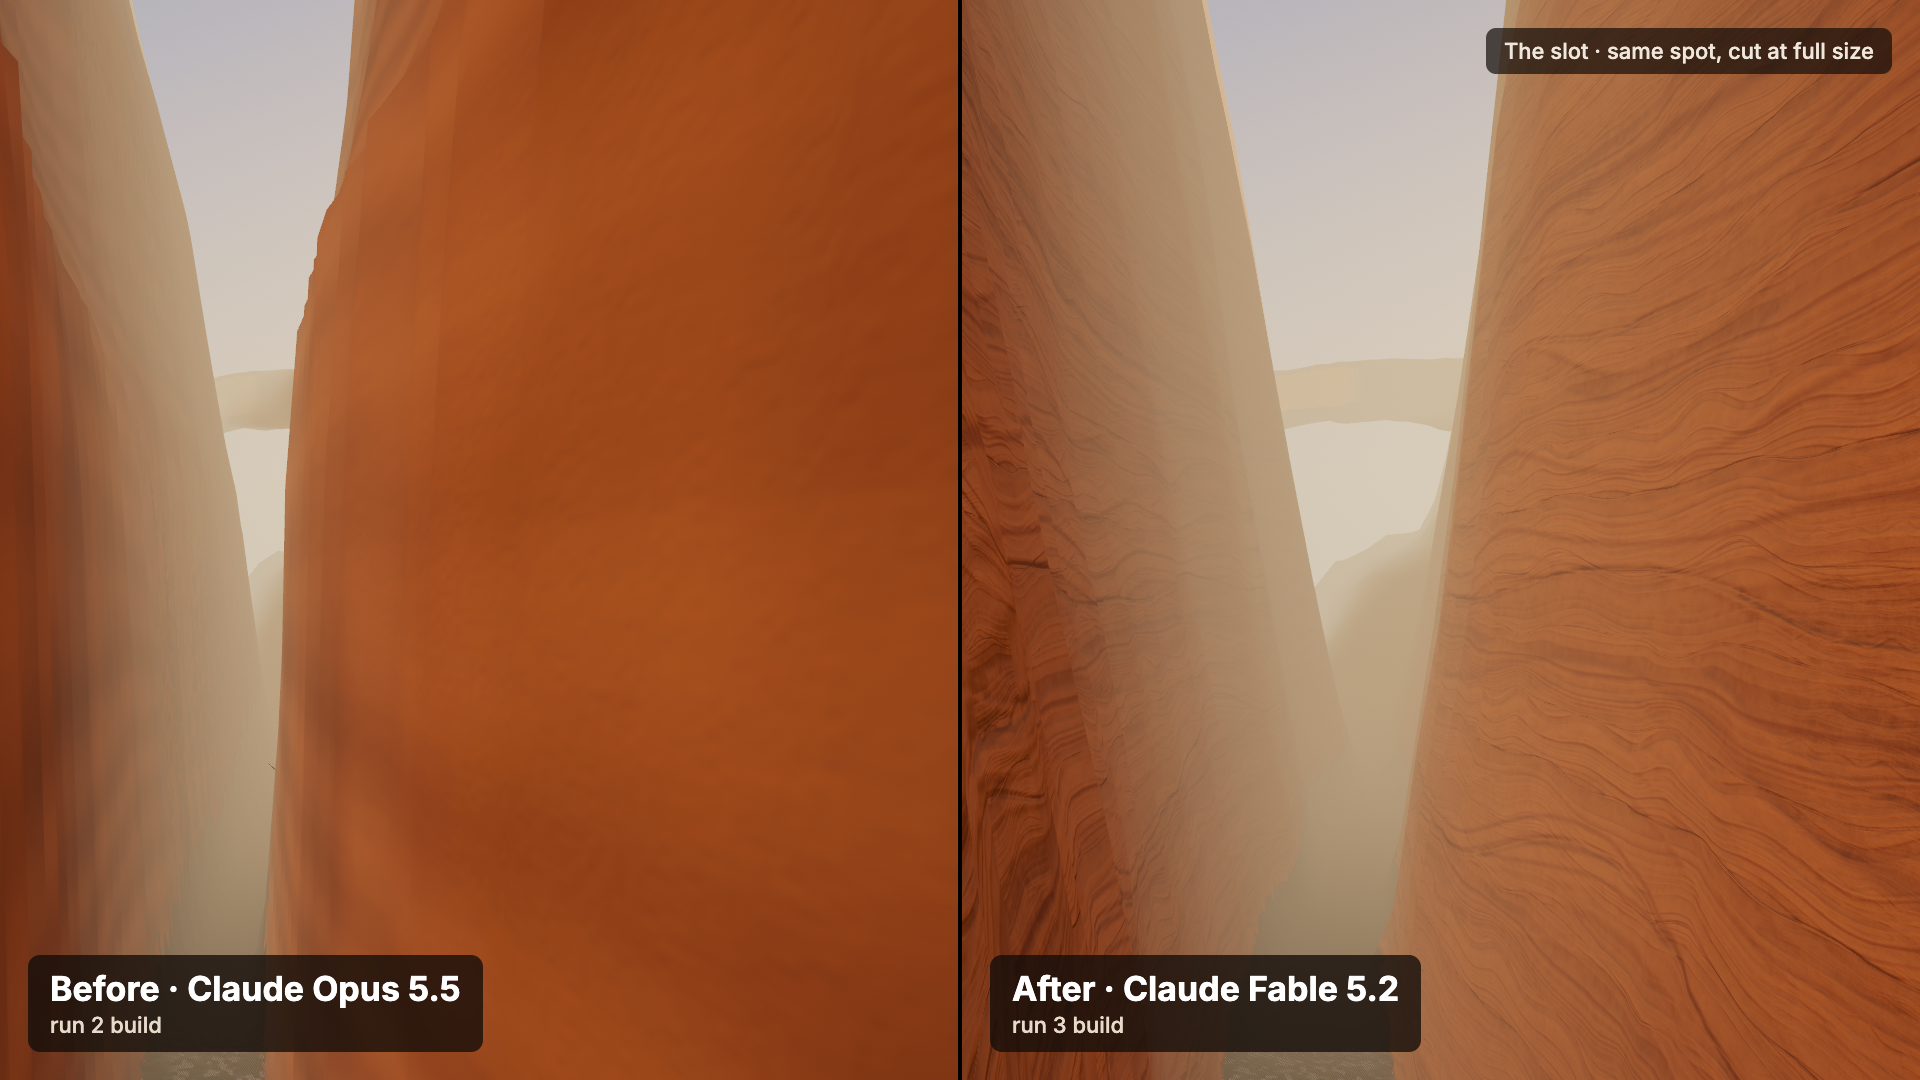 The slot · same spot, cut at full size
Before · Claude Opus 5.5
run 2 build
After · Claude Fable 5.2
run 3 build